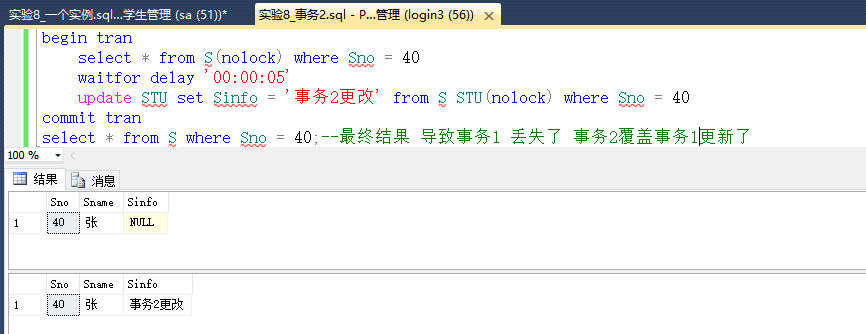 实验8_一个实例.sql...学生管理 (sa (51))* 实验8_事务2.sql - P...管理 (login3 (56))
begin tran
select * from S(nolock) where Sno = 40
waitfor delay '00:00:05'
update STU set Sinfo = '事务2更改' from S STU(nolock) where Sno = 40
commit tran
select * from S where Sno = 40;--最终结果 导致事务1 丢失了 事务2覆盖事务1更新了
100 %
结果 消息
Sno Sname Sinfo
1 40 张 NULL
Sno Sname Sinfo
1 40 张 事务2更改